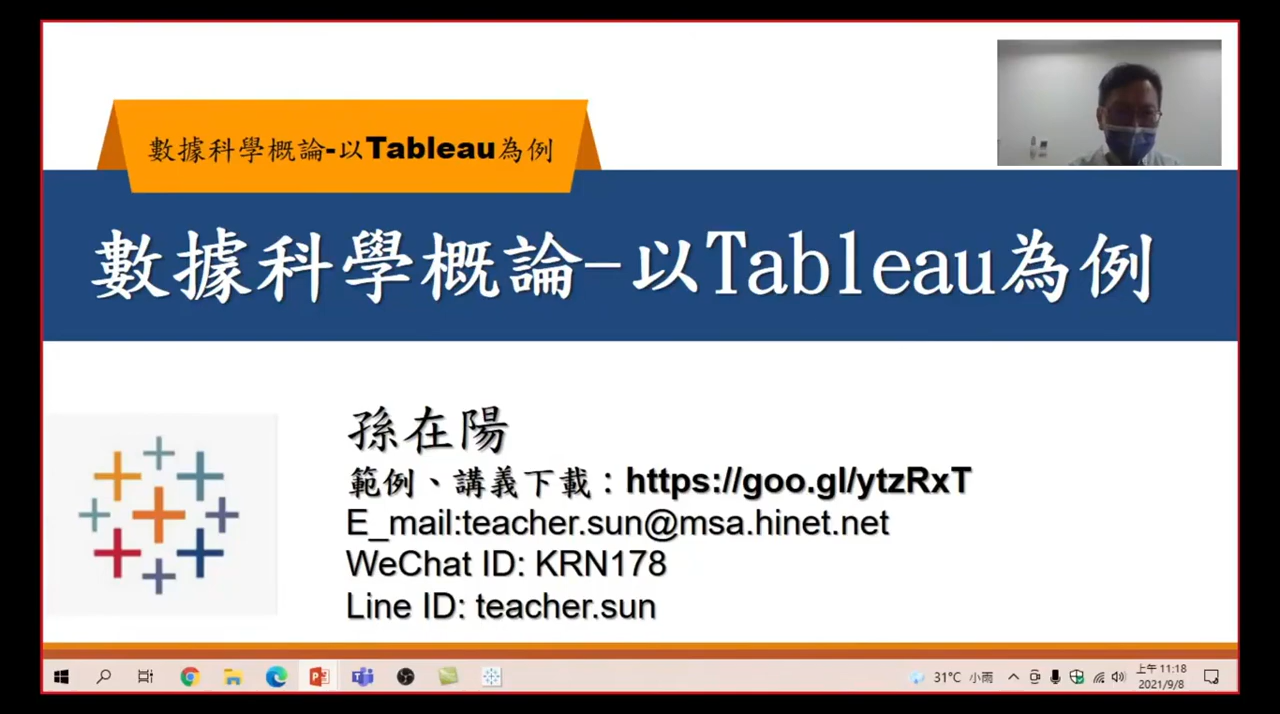 數據科學概論-以Tableau為例
數據科學概論-以Tableau為例
孫在陽
範例、講義下載：https://goo.gl/ytzRxT
E_mail:teacher.sun@msa.hinet.net
WeChat ID: KRN178
Line ID: teacher.sun
31°C 小雨
上午 11:18
2021/9/8